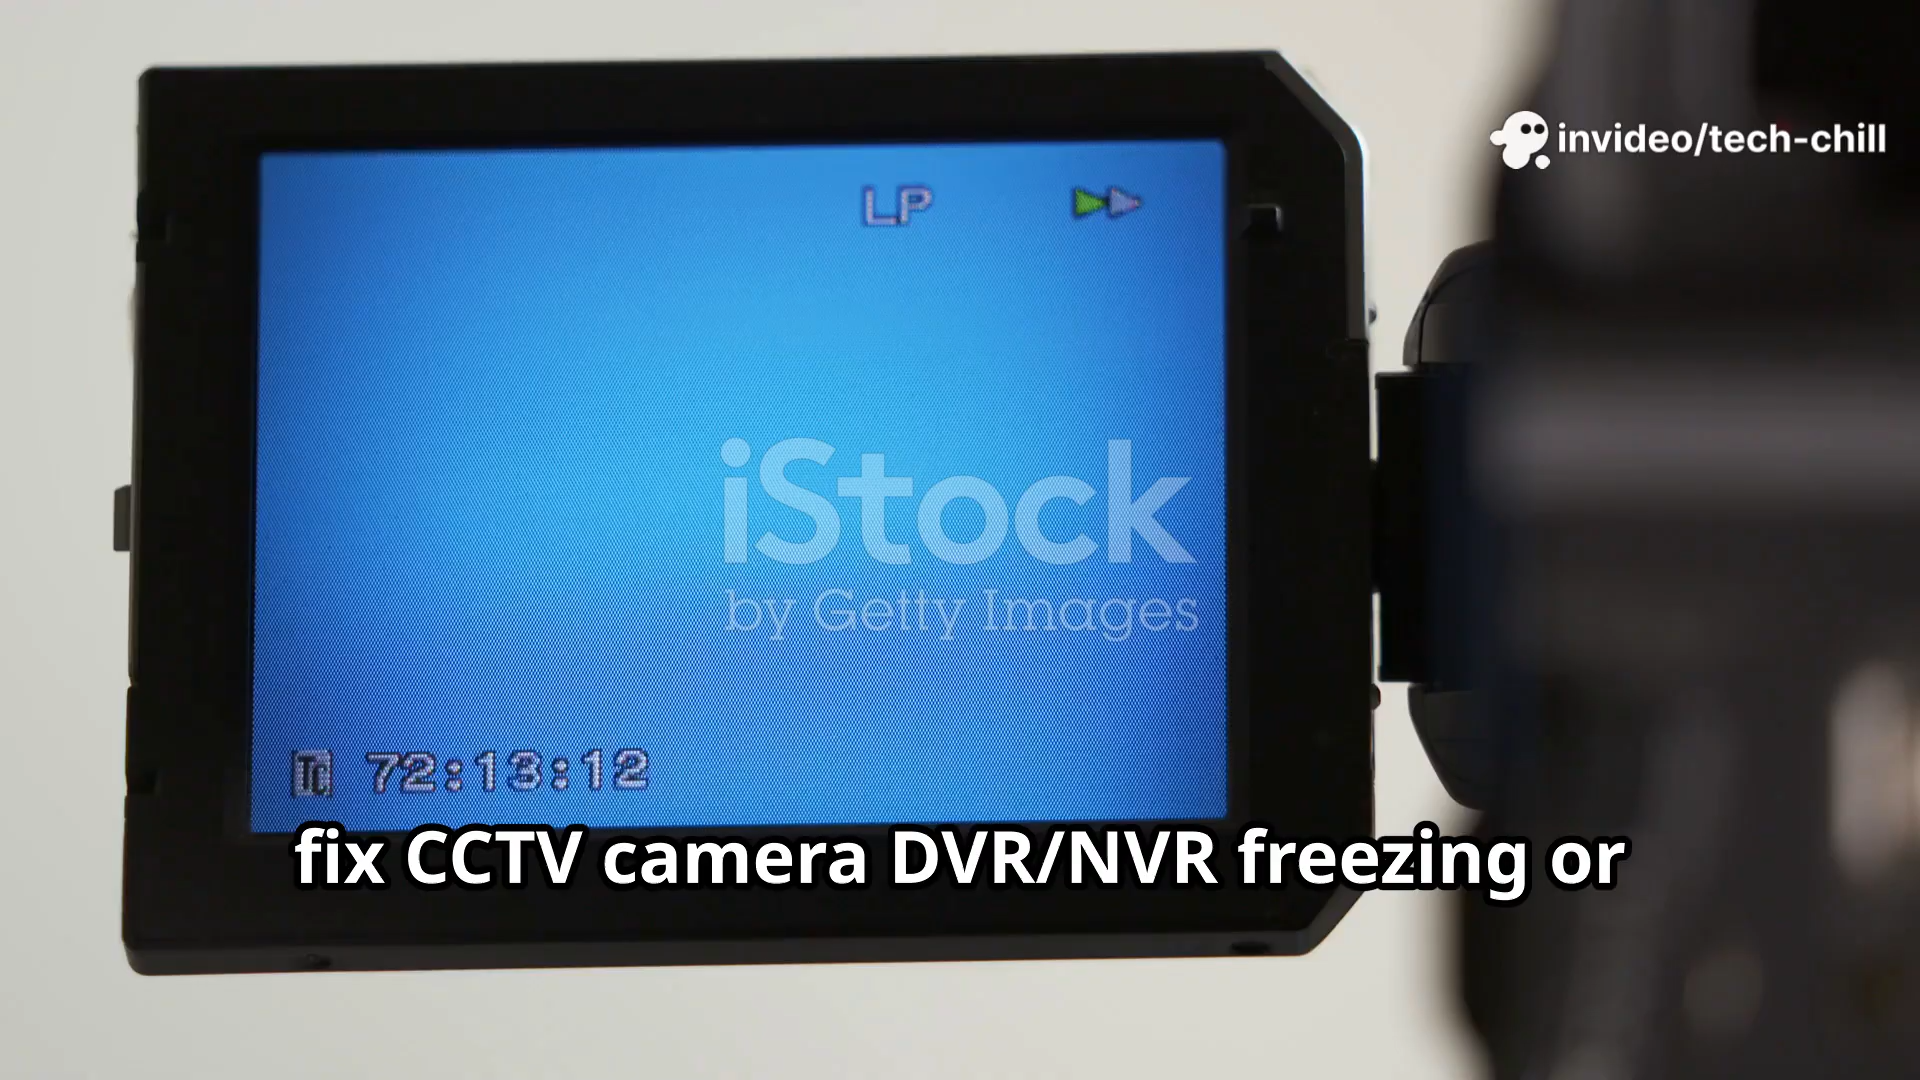 invideo/tech-chill
LP
iStock
by Getty Images
TC 72:13:12
fix CCTV camera DVR/NVR freezing or